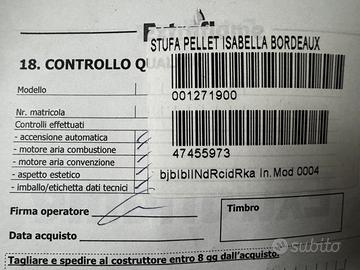 STUFA PELLET ISABELLA BORDEAUX
18. CONTROLLO Q
Modello
001271900
Nr. matricola
Controlli effettuati
- accensione automatica
- motore aria combustione
- motore aria convenzione
- aspetto estetico
- imballo/etichetta dati tecnici
47455973
bjbIbIINdRcidRka In. Mod 0004
Firma operatore
Timbro
Data acquisto
Tagliare e spedire al costruttore entro 8 gg dall'acquisto.
subito